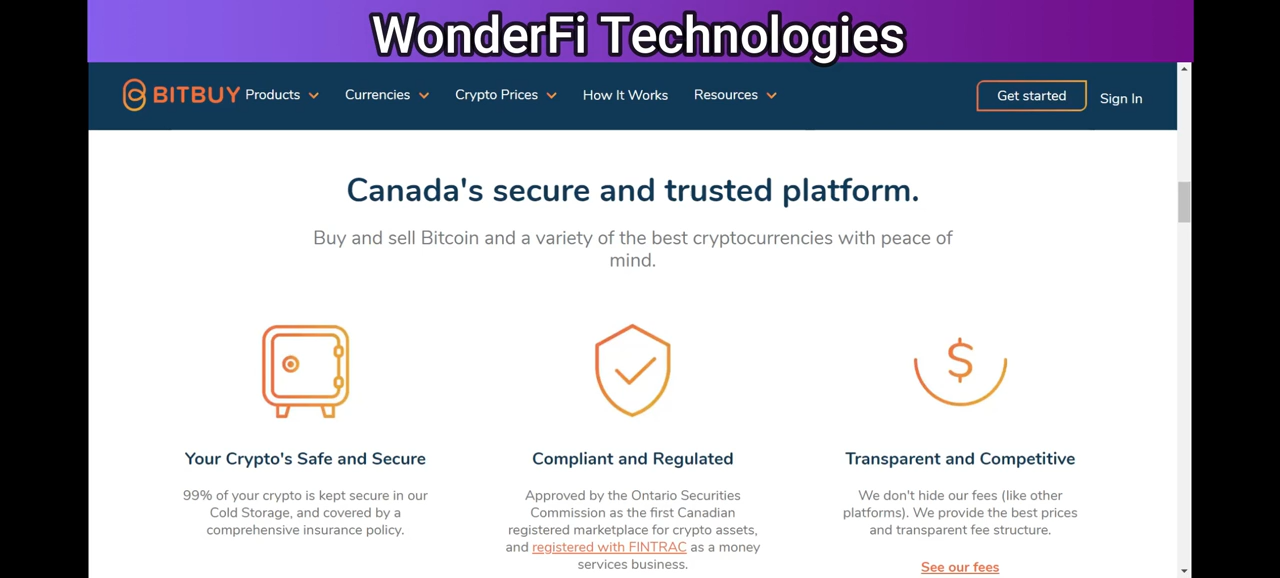 WonderFi Technologies
BITBUY Products Currencies Crypto Prices How It Works Resources Get started Sign In
Canada's secure and trusted platform.
Buy and sell Bitcoin and a variety of the best cryptocurrencies with peace of
mind.
$
Your Crypto's Safe and Secure
99% of your crypto is kept secure in our
Cold Storage, and covered by a
comprehensive insurance policy.
Compliant and Regulated
Approved by the Ontario Securities
Commission as the first Canadian
registered marketplace for crypto assets,
and registered with FINTRAC as a money
services business.
Transparent and Competitive
We don't hide our fees (like other
platforms). We provide the best prices
and transparent fee structure.
See our fees